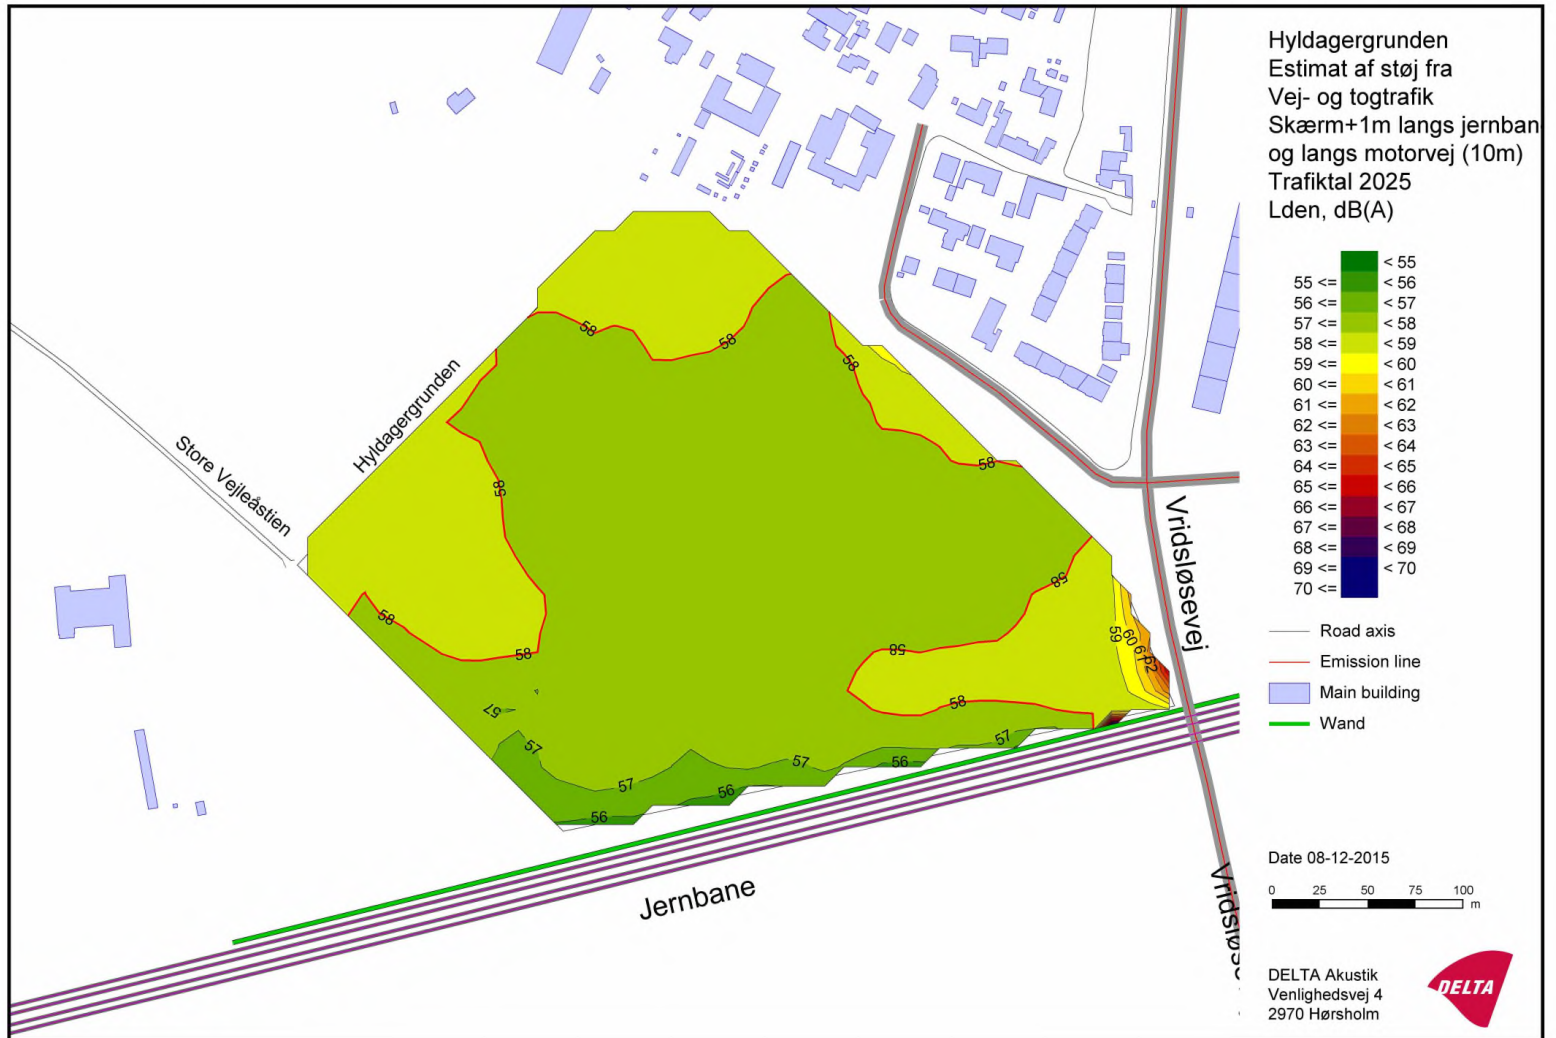 Hyldagergrunden
Estimat af støj fra
Vej- og togtrafik
Skærm+1m langs jernban
og langs motorvej (10m)
Trafiktal 2025
Lden, dB(A)
< 55
55 <= < 56
56 <= < 57
57 <= < 58
58 <= < 59
59 <= < 60
60 <= < 61
61 <= < 62
62 <= < 63
63 <= < 64
64 <= < 65
65 <= < 66
66 <= < 67
67 <= < 68
68 <= < 69
69 <= < 70
70 <=
Road axis
Emission line
Main building
Wand
Date 08-12-2015
0 25 50 75 100
m
DELTA Akustik
Venlighedsvej 4
2970 Hørsholm
DELTA
Store Vejleåstien
Hyldagergrunden
Vridsløsevej
Jernbane
58
58
58
58
58
58
58
58
58
58
59
60
61
62
57
57
57
57
57
56
56
56